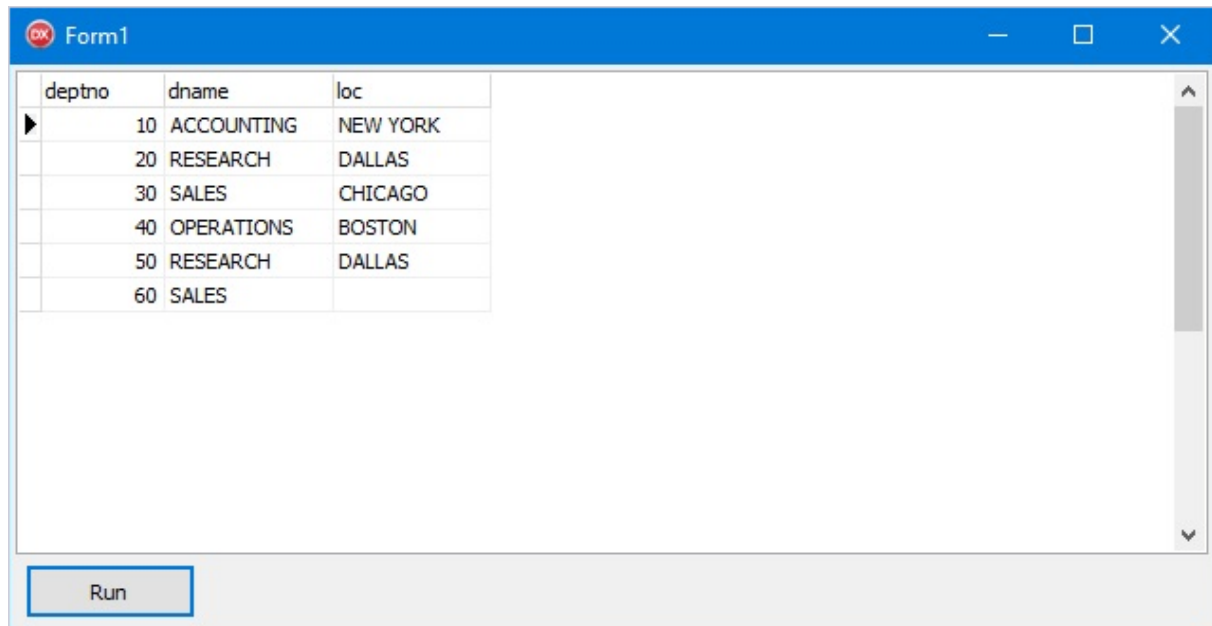 DX Form1
deptno dname loc
10 ACCOUNTING NEW YORK
20 RESEARCH DALLAS
30 SALES CHICAGO
40 OPERATIONS BOSTON
50 RESEARCH DALLAS
60 SALES
Run